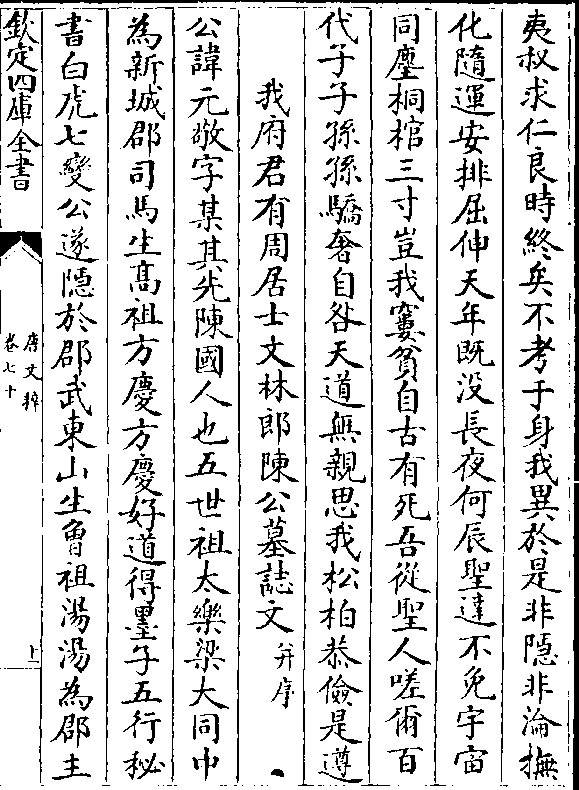 夷叔求仁良時終矣不考于身我異於是非隱非淪撫
化隨運安排屈伸天年既没長夜何辰聖達不免宇宙
同塵桐棺三寸豈我窶貧自古有死吾從聖人嗟爾百
代子子孫孫驕奢自咎天道無親思我松柏恭儉是遵
我府君有周居士文林郎陳公墓誌文并序
公諱元敬字某其先陳國人也五世祖太樂梁大同中
為新城郡司馬生髙祖方慶方慶好道得墨子五行秘
書白虎七變公遂隱於郡武東山生曾祖湯湯為郡主
欽定四庫全書
唐文粹
卷七十